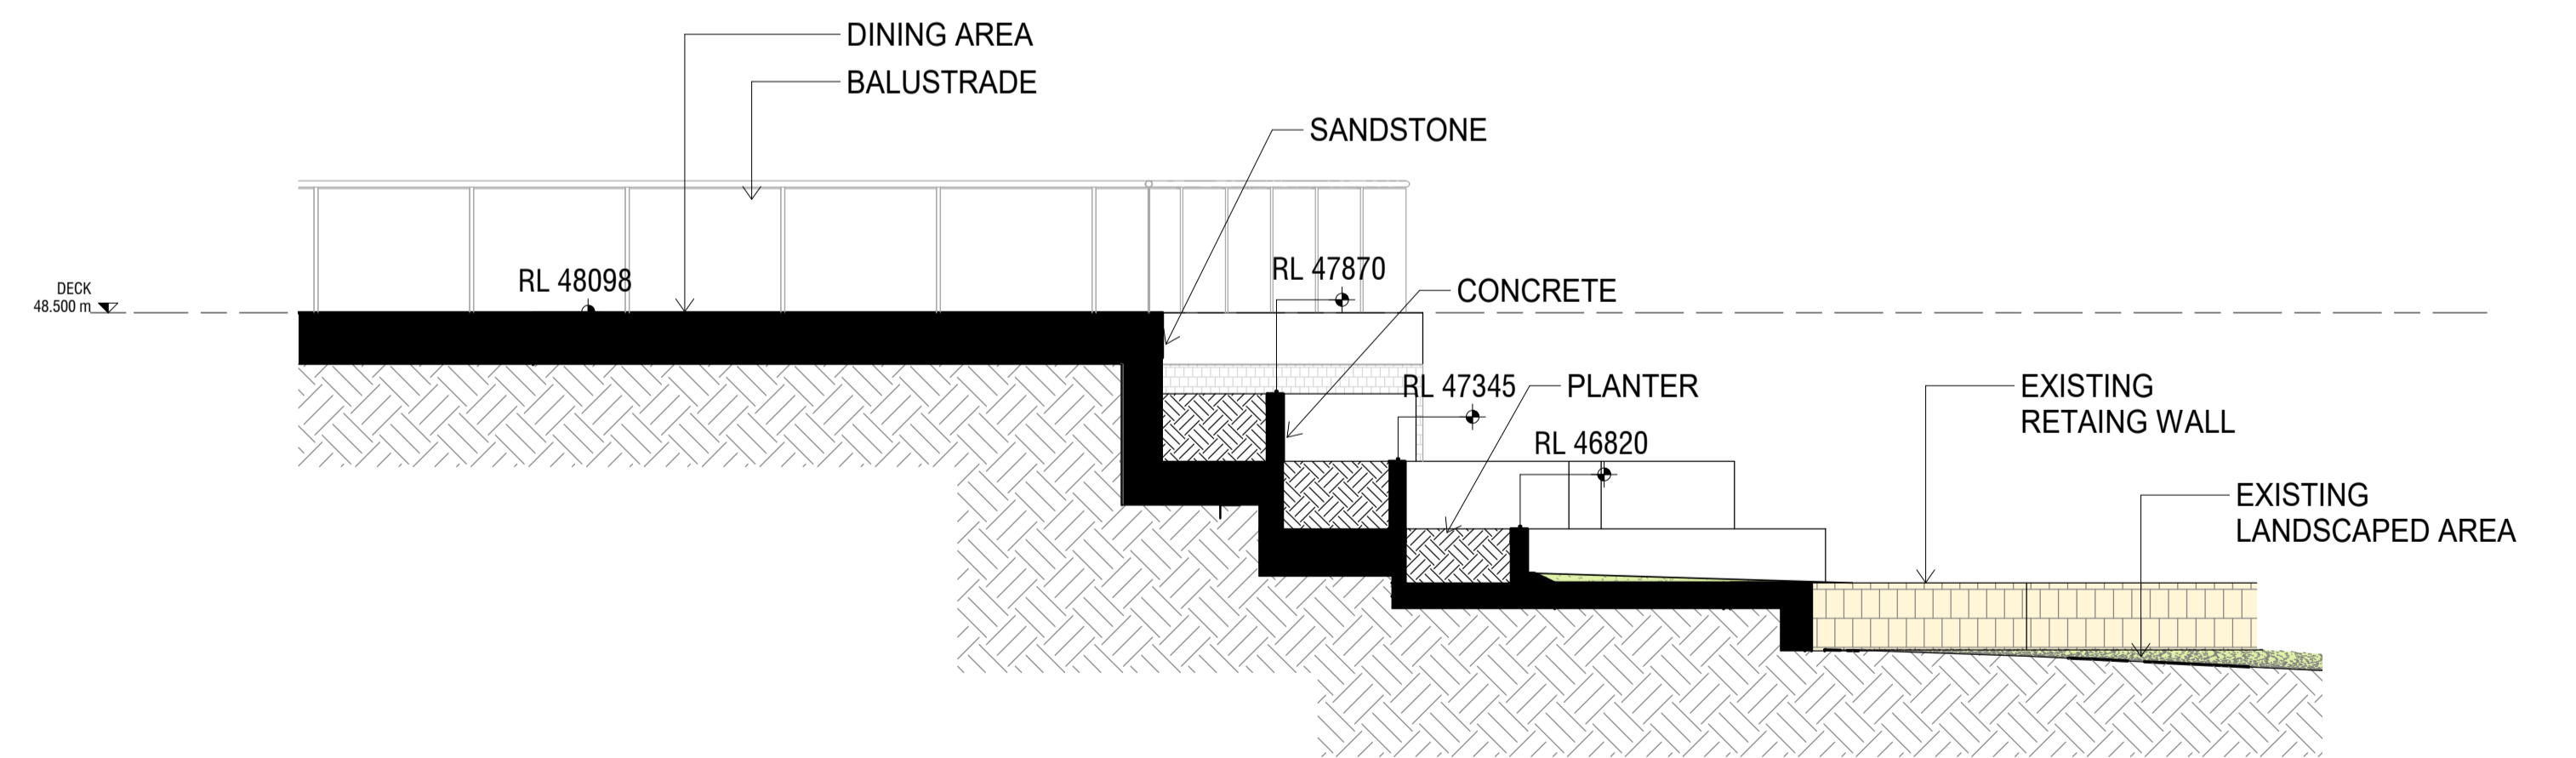 DINING AREA
BALUSTRADE
SANDSTONE
RL 48098
RL 47870
DECK
48.500 m
CONCRETE
RL 47345
PLANTER
EXISTING
RETAING WALL
RL 46820
EXISTING
LANDSCAPED AREA